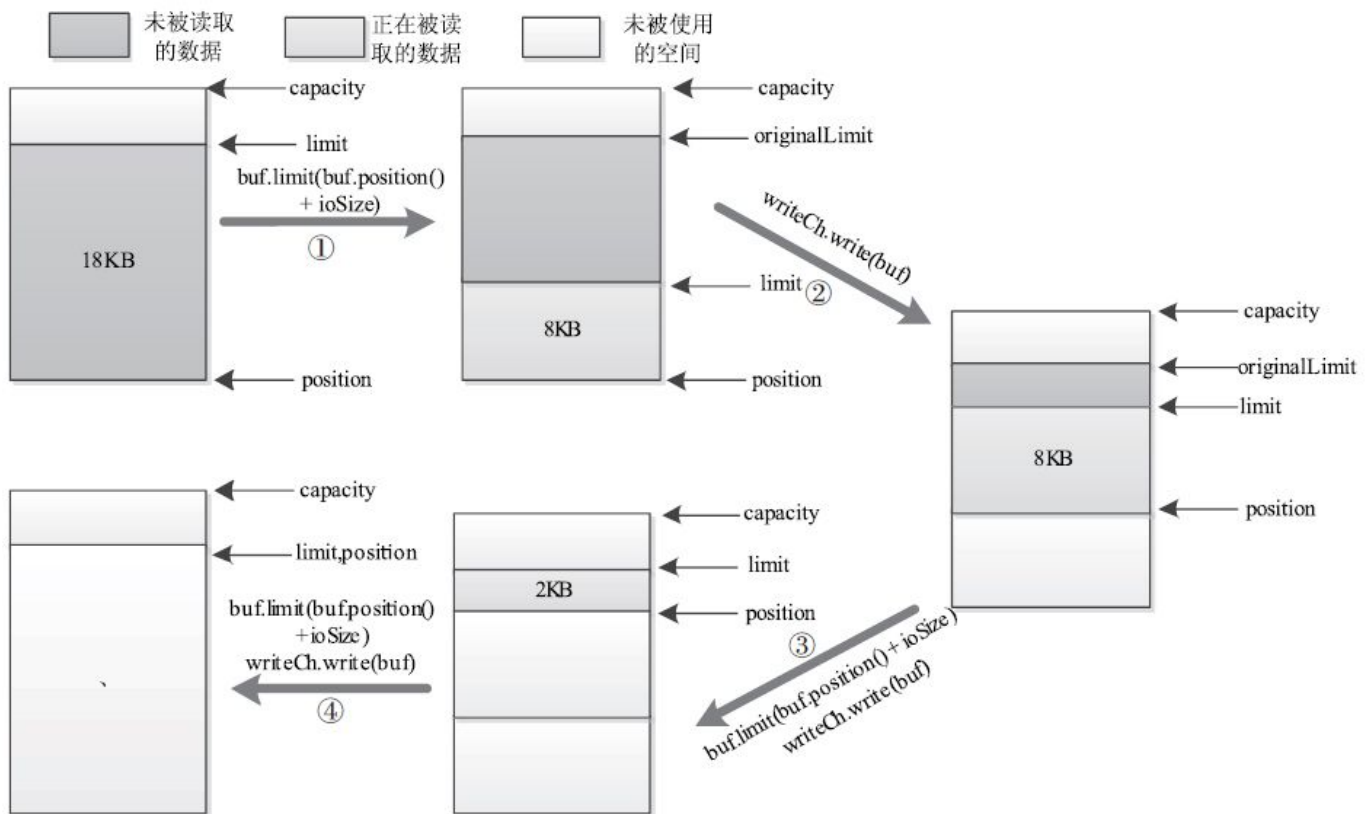 未被读取
的数据
正在被读
取的数据
未被使用
的空间
capacity
limit
buf.limit(buf.position()
+ ioSize)
①
18KB
position
capacity
originalLimit
limit
8KB
position
writeCh.write(buf)
②
capacity
originalLimit
limit
8KB
position
capacity
limit
2KB
position
③
buf.limit(buf.position()+ioSize)
writeCh.write(buf)
capacity
limit,position
buf.limit(buf.position()
+ioSize)
writeCh.write(buf)
④
、